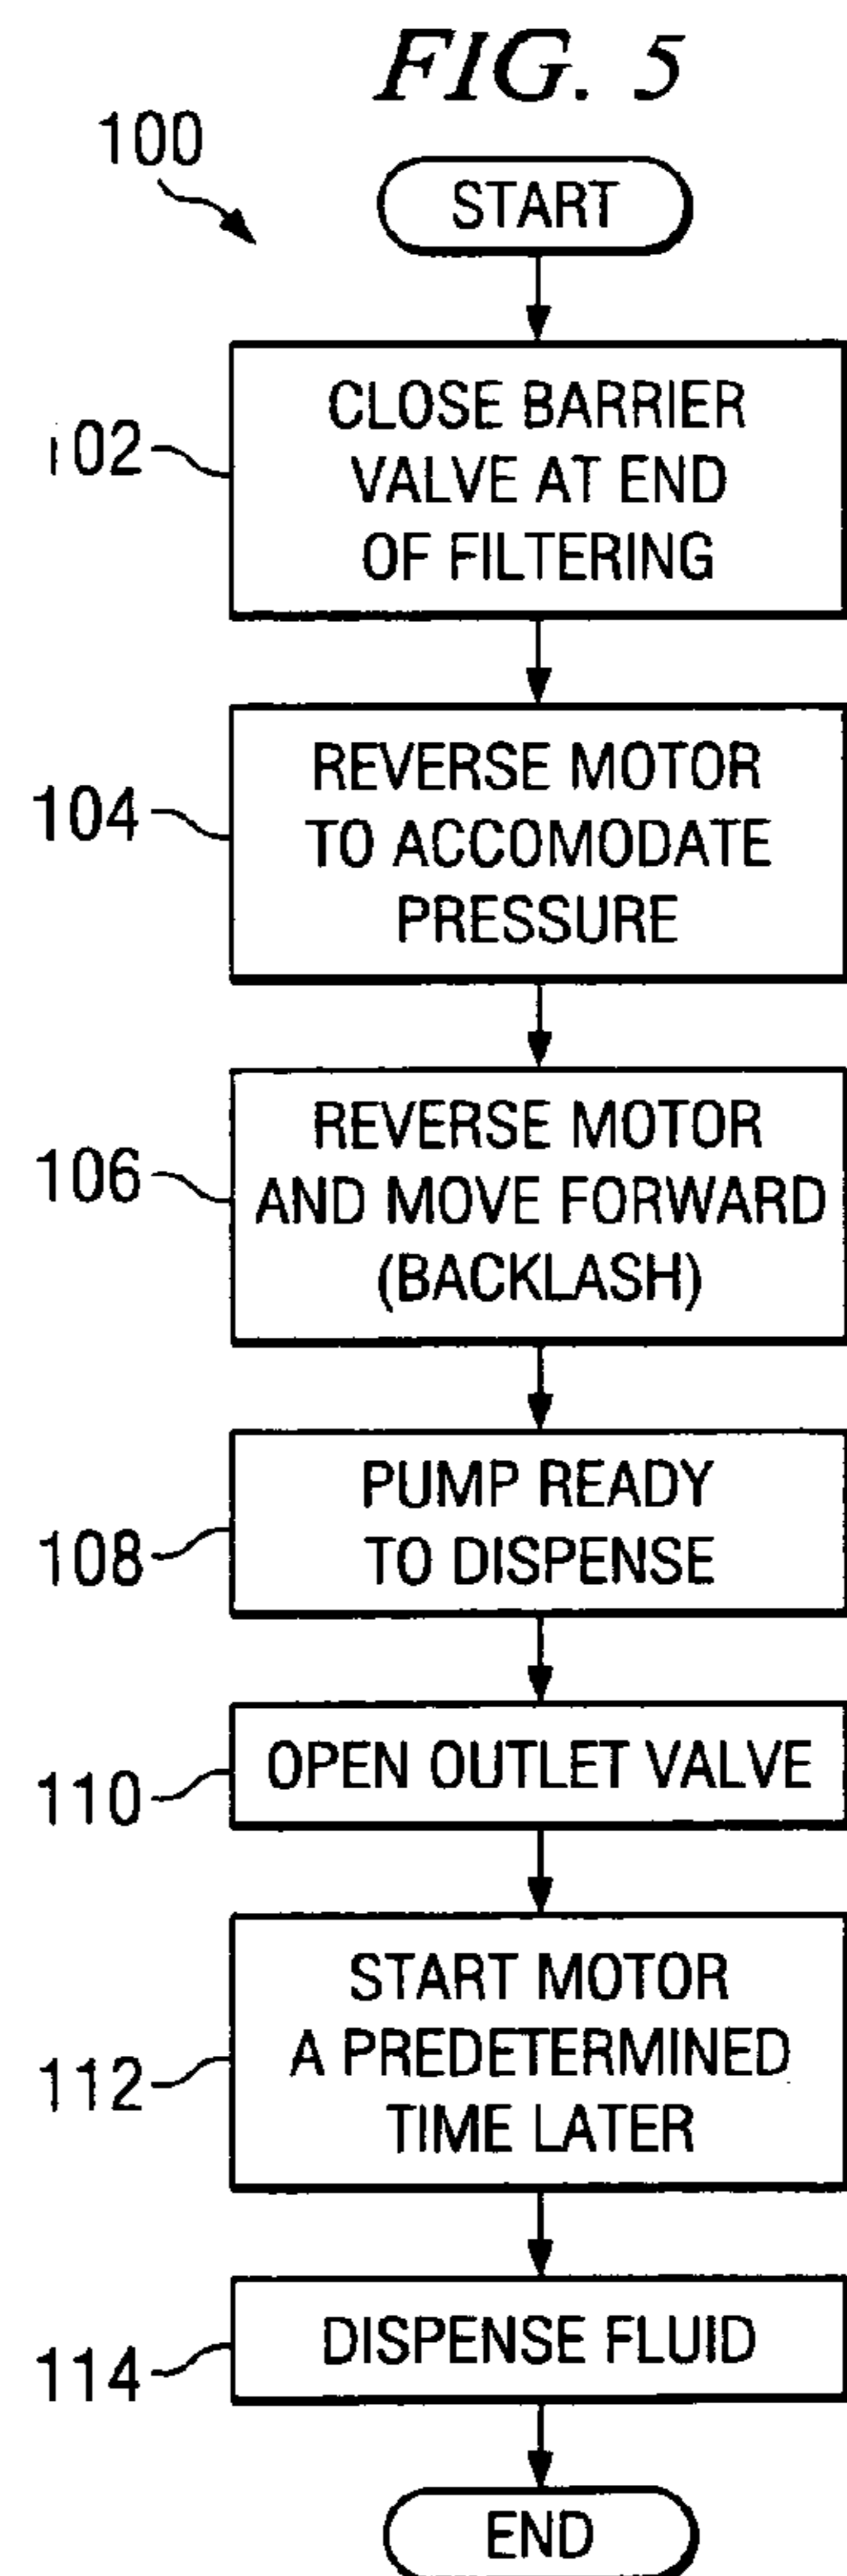 FIG. 5
100
START
102
CLOSE BARRIER
VALVE AT END
OF FILTERING
104
REVERSE MOTOR
TO ACCOMODATE
PRESSURE
106
REVERSE MOTOR
AND MOVE FORWARD
(BACKLASH)
108
PUMP READY
TO DISPENSE
110
OPEN OUTLET VALVE
112
START MOTOR
A PREDETERMINED
TIME LATER
114
DISPENSE FLUID
END